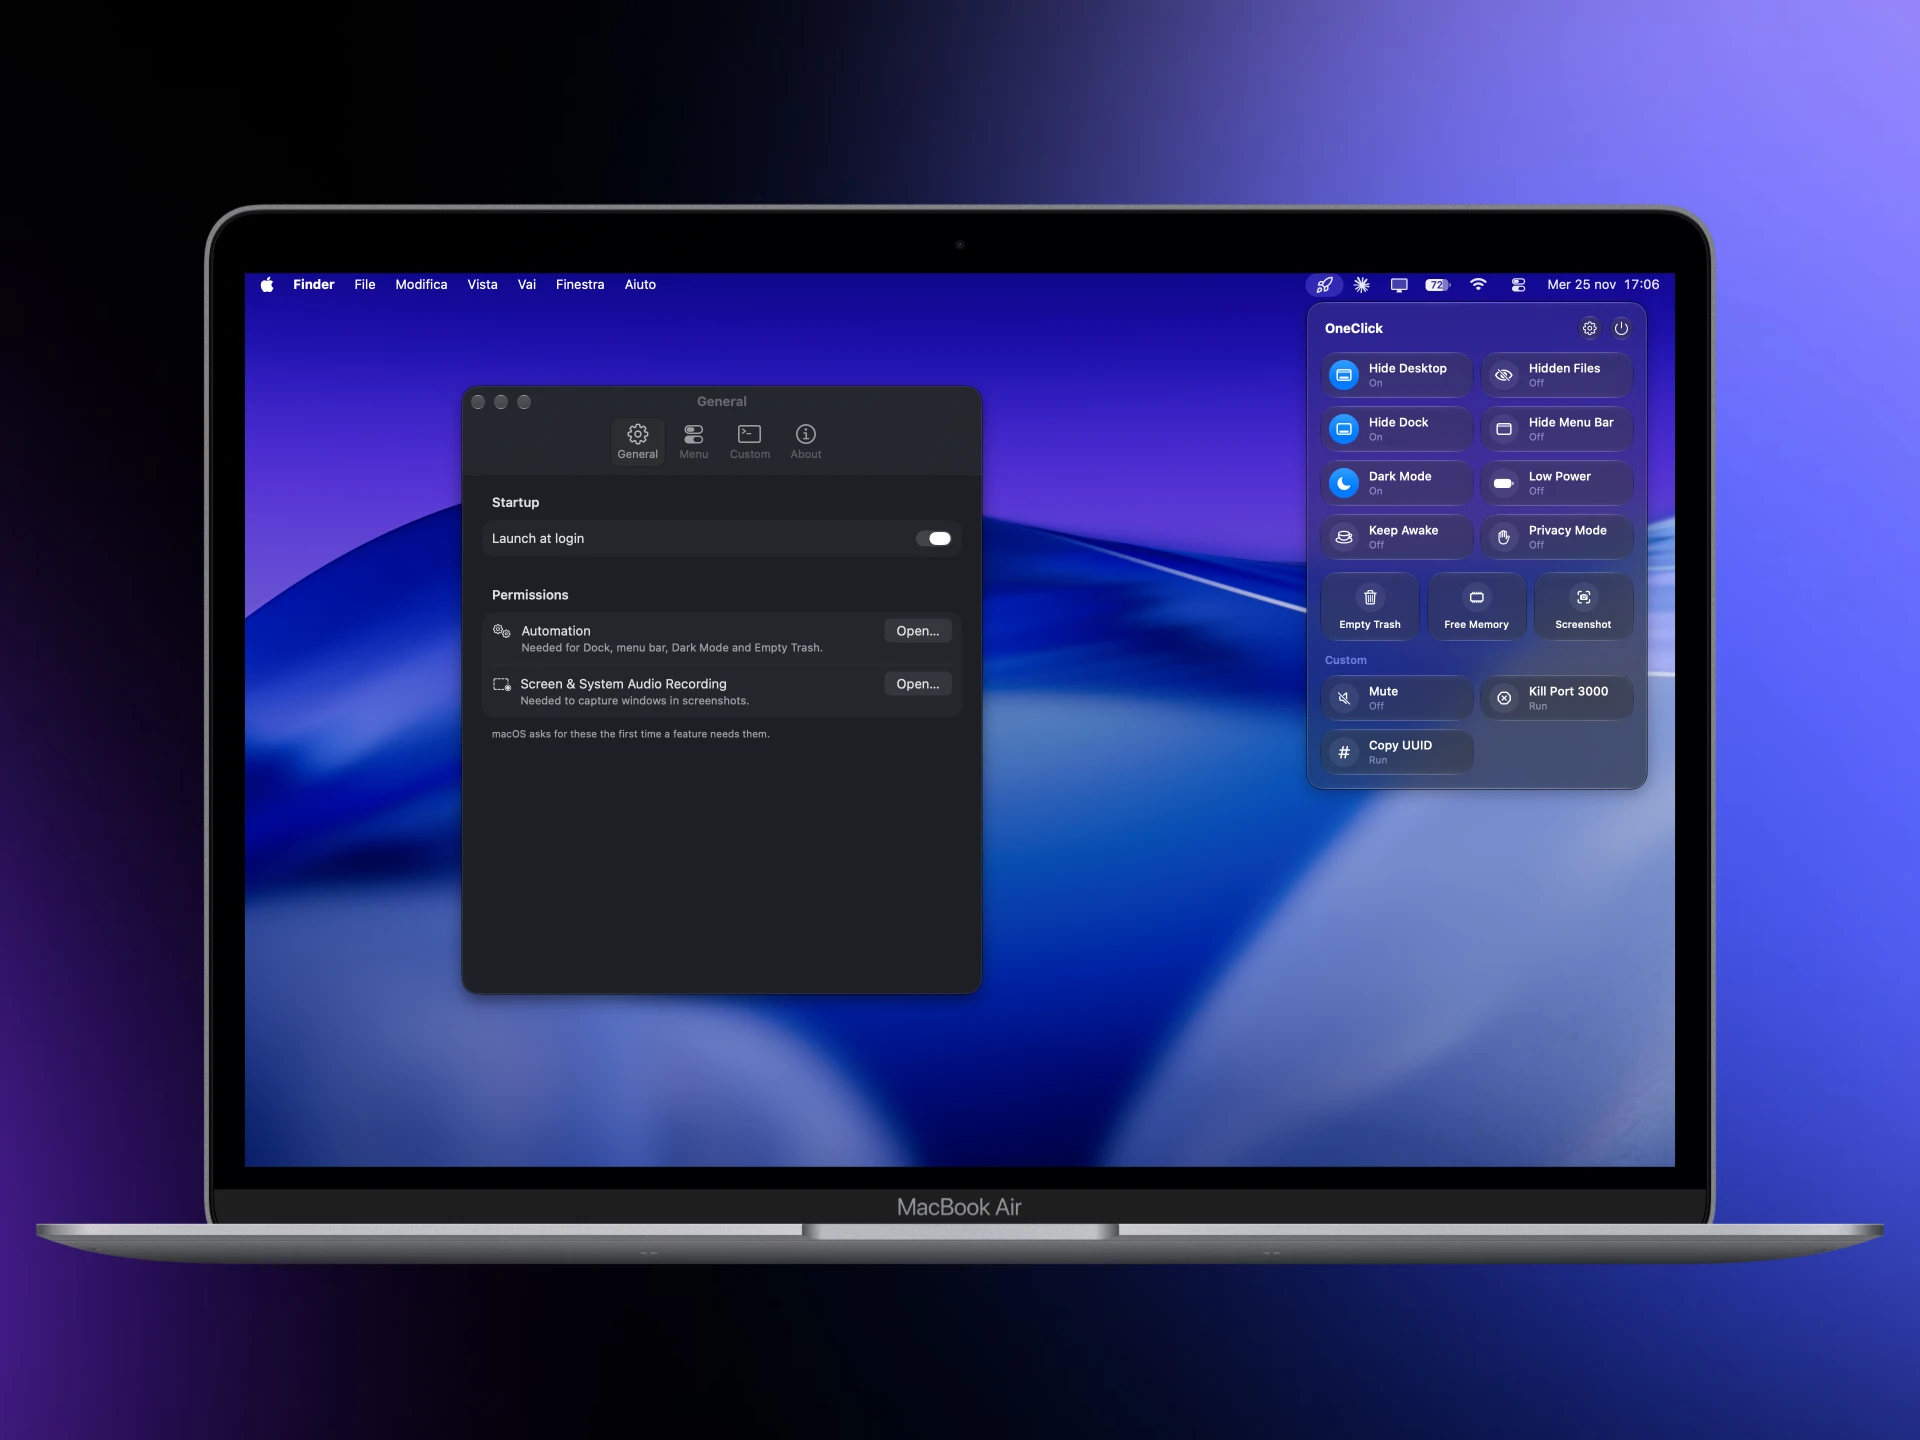 Finder File Modifica Vista Vai Finestra Aiuto
72 Mer 25 nov 17:06
General
General Menu Custom About
Startup
Launch at login
Permissions
Automation
Needed for Dock, menu bar, Dark Mode and Empty Trash.
Open...
Screen & System Audio Recording
Needed to capture windows in screenshots.
Open...
macOS asks for these the first time a feature needs them.
OneClick
Hide Desktop
On
Hidden Files
Off
Hide Dock
On
Hide Menu Bar
Off
Dark Mode
On
Low Power
Off
Keep Awake
Off
Privacy Mode
Off
Empty Trash
Free Memory
Screenshot
Custom
Mute
Off
Kill Port 3000
Run
# Copy UUID
Run
MacBook Air